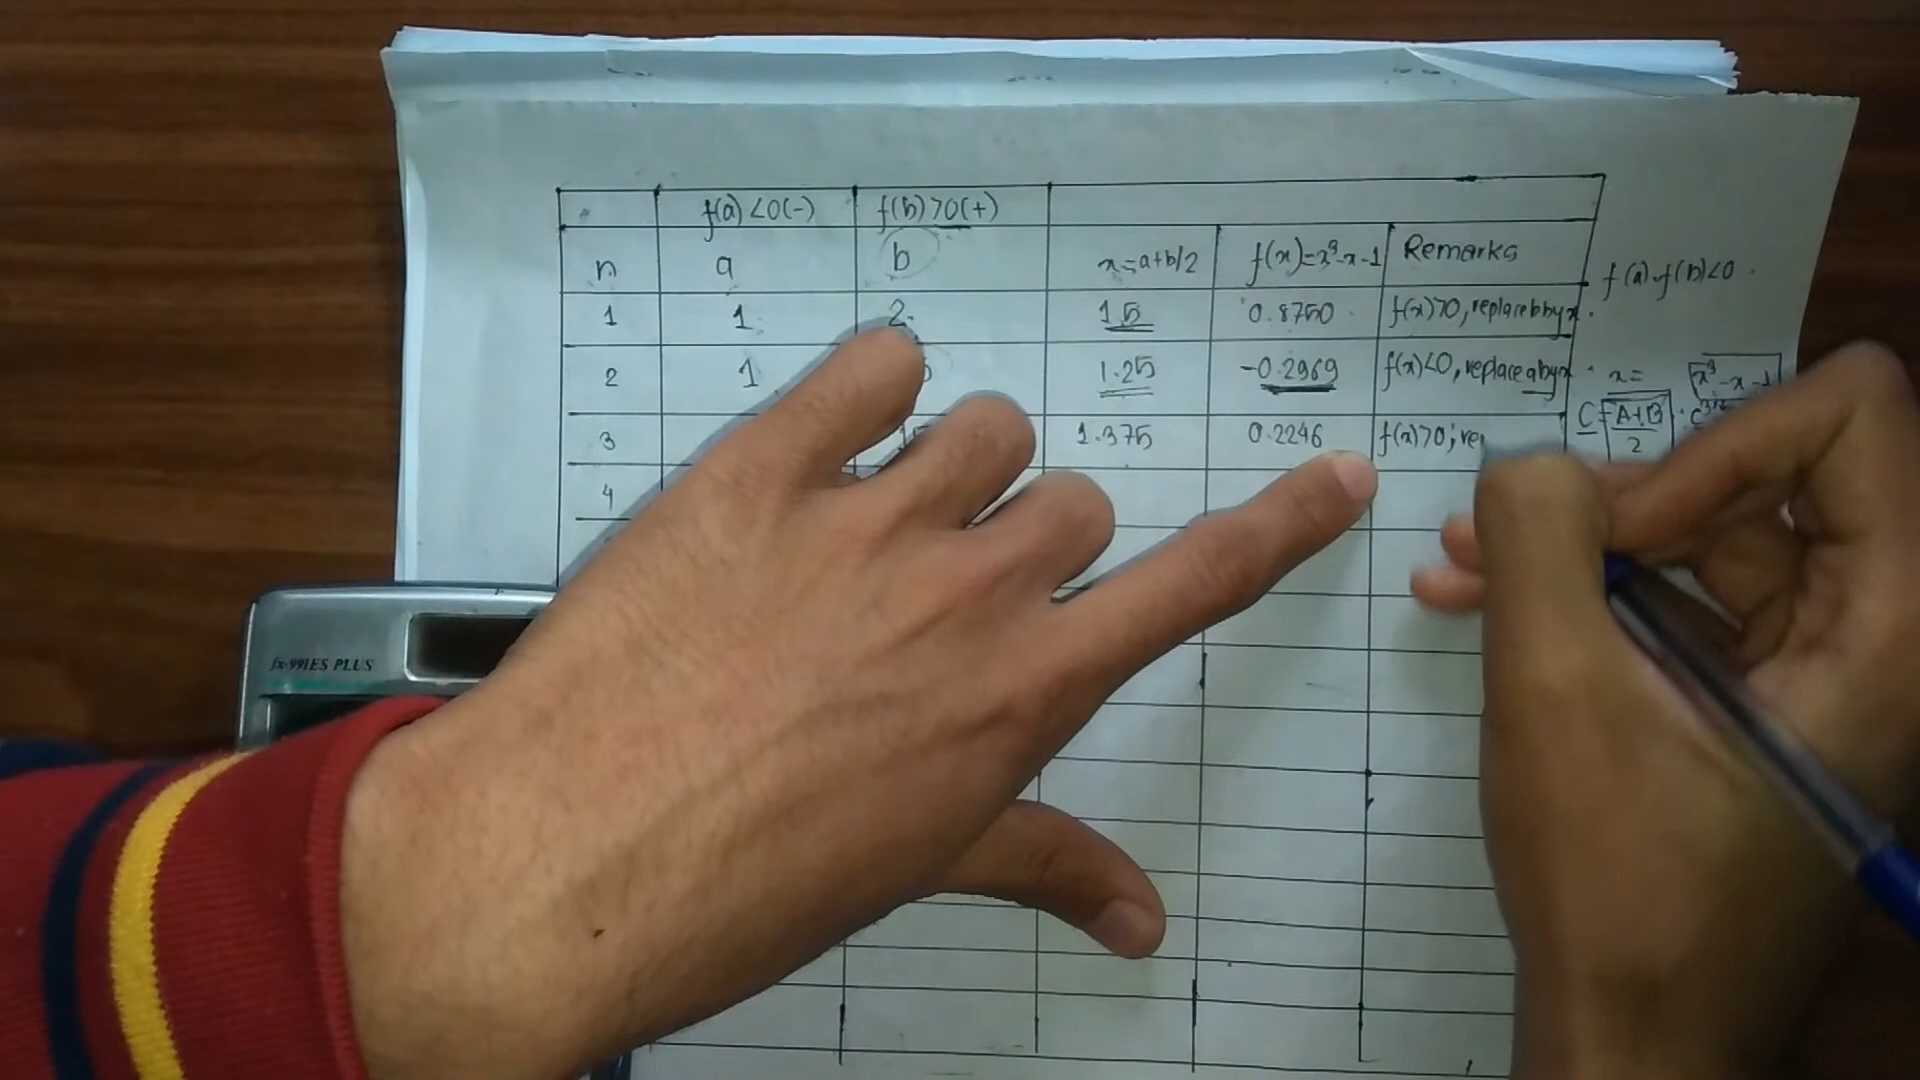 f(a)<0(-) f(b)>0(+)
n a b x=a+b/2 f(x)=x³-x-1 Remarks
f(a).f(b)<0
1 1 2 1.5 0.8750 f(x)>0, replace b by x
2 1 1.25 -0.2969 f(x)<0, replace a by x
x= x³-x-1
C=A+B/2
3 1.375 0.2246 f(x)>0; rep
4
fx-991ES PLUS